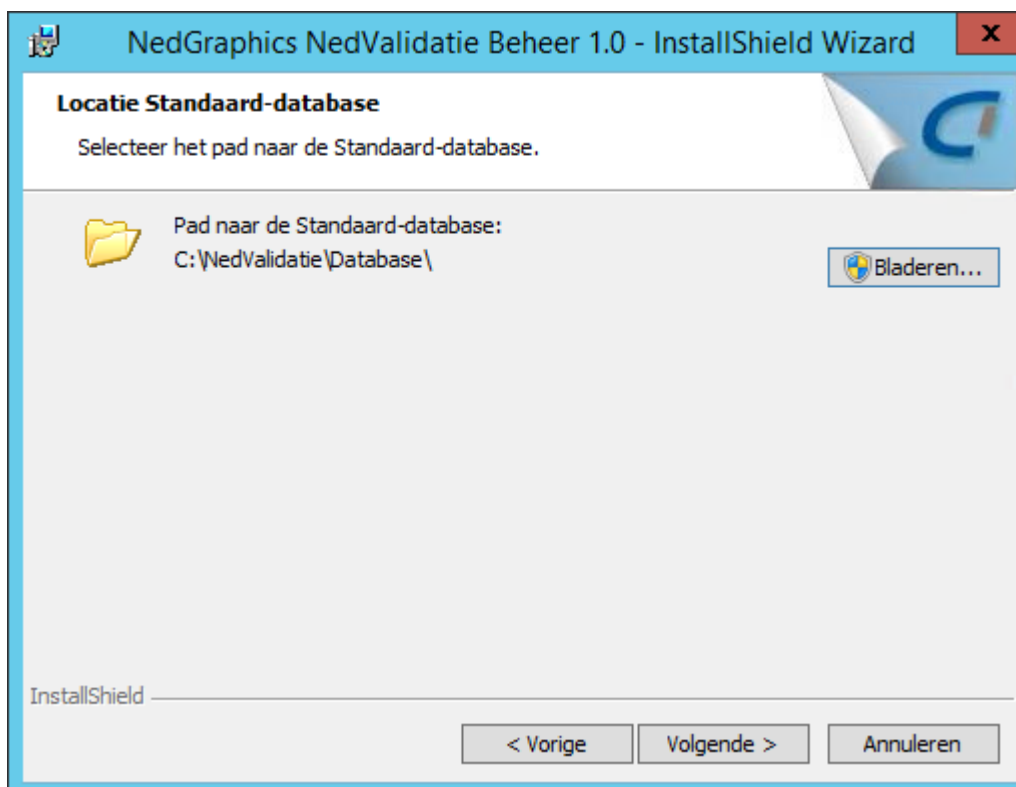 NedGraphics NedValidatie Beheer 1.0 - InstallShield Wizard
x
Locatie Standaard-database
Selecteer het pad naar de Standaard-database.
Pad naar de Standaard-database:
C:\NedValidatie\Database\
Bladeren...
InstallShield
< Vorige
Volgende >
Annuleren